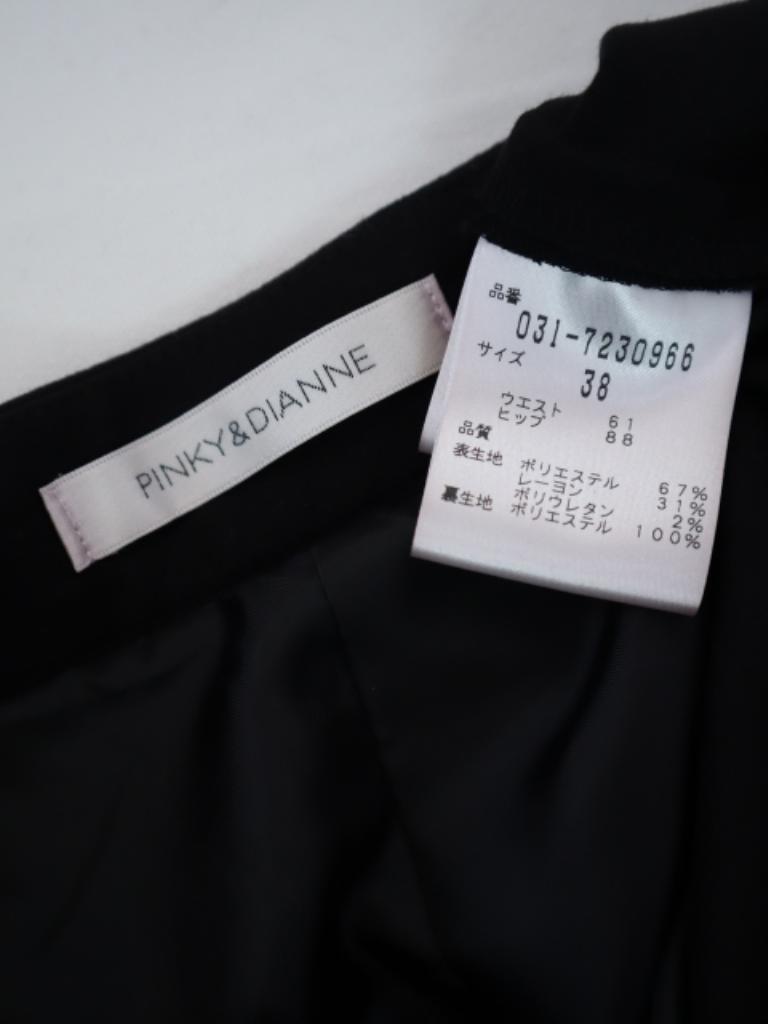 PINKY&DIANNE
品番
031-7230966
サイズ
38
ウエスト 61
ヒップ 88
品質
表生地 ポリエステル 67%
レーヨン 31%
ポリウレタン 2%
裏生地 ポリエステル 100%